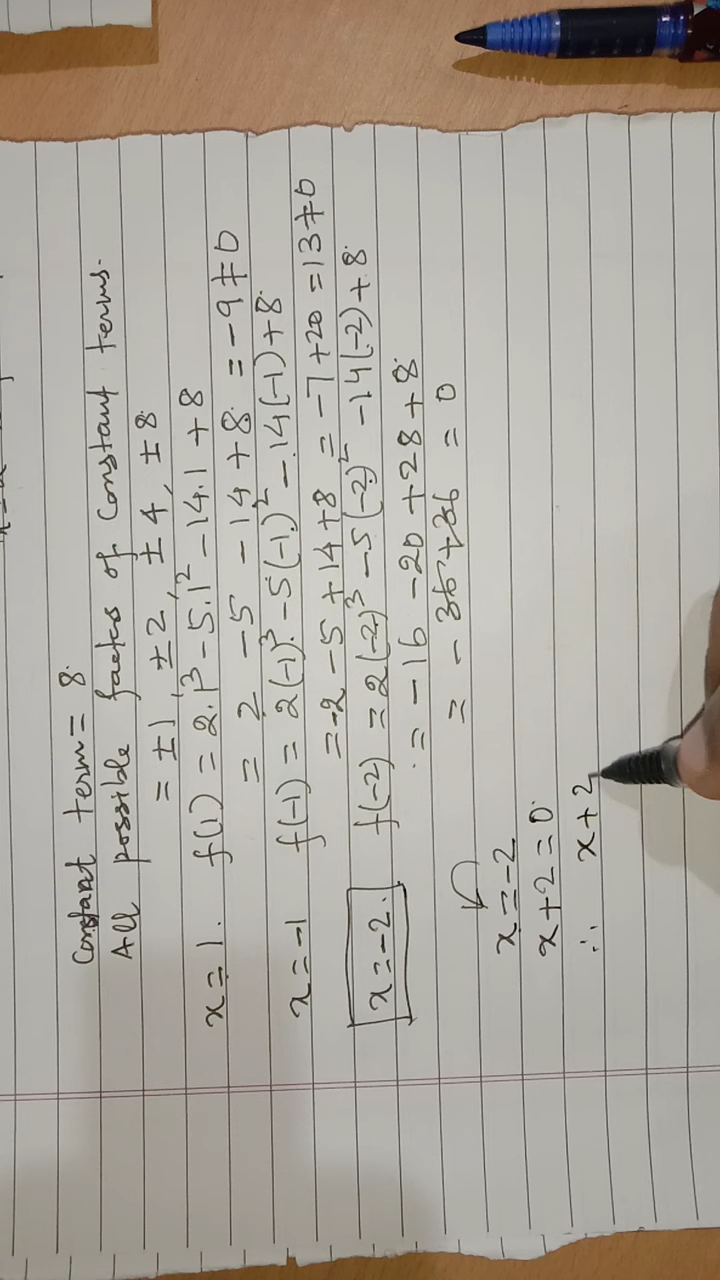 Constant term = 8.
All possible factors of Constant terms.
= ±1, ±2, ±4, ±8
x = 1. f(1) = 2.1³ - 5.1² - 14.1 + 8
= 2 - 5 - 14 + 8. = -9 ≠ 0
x = -1 f(-1) = 2(-1)³ - 5(-1)² - 14(-1) + 8.
= -2 - 5 + 14 + 8 = -7 + 20 = 13 ≠ 0
x = -2. f(-2) = 2(-2)³ - 5(-2)² - 14(-2) + 8.
= -16 - 20 + 28 + 8.
= - 36 + 36 = 0
x = -2
x + 2 = 0.
∴ x + 2